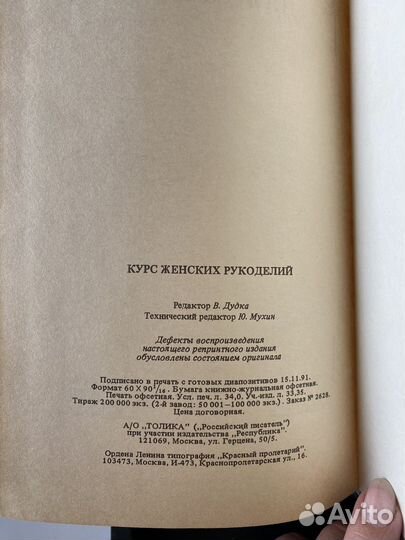 КУРС ЖЕНСКИХ РУКОДЕЛИЙ
Редактор В. Дудка
Технический редактор Ю. Мухин
Дефекты воспроизведения
настоящего репринтного издания
обусловлены состоянием оригинала
Подписано в печать с готовых диапозитивов 15.11.91.
Формат 60 X 90¹/₁₆. Бумага книжно-журнальная офсетная.
Печать офсетная. Усл. печ. л. 34,0. Уч.-изд. л. 33,35.
Тираж 200 000 экз. (2-й завод: 50 001—100 000 экз.). Заказ № 2628.
Цена договорная.
А/О „ТОЛИКА" („Российский писатель")
при участии издательства „Республика".
121069, Москва, ул. Герцена, 50/5.
Ордена Ленина типография „Красный пролетарий".
103473, Москва, И-473, Краснопролетарская ул., 16.
Avito